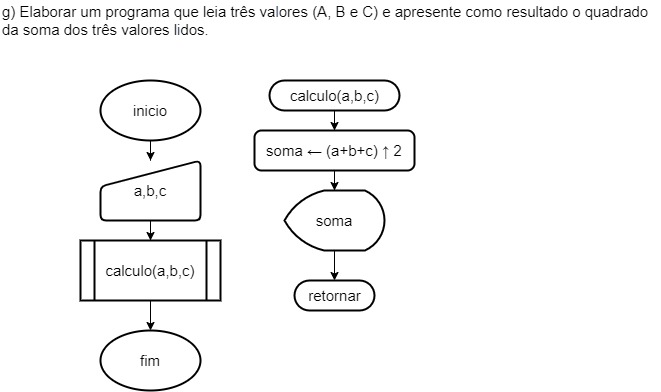 g) Elaborar um programa que leia três valores (A, B e C) e apresente como resultado o quadrado
da soma dos três valores lidos.
inicio
a,b,c
calculo(a,b,c)
fim
calculo(a,b,c)
soma ← (a+b+c) ↑ 2
soma
retornar